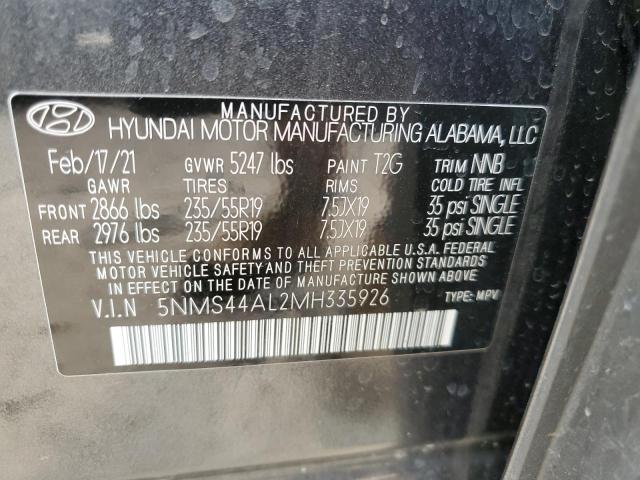 MANUFACTURED BY
HYUNDAI MOTOR MANUFACTURING ALABAMA, LLC
Feb/17/21 GVWR 5247 lbs PAINT T2G TRIM NNB
GAWR TIRES RIMS COLD TIRE INFL
FRONT 2866 lbs 235/55R19 7.5JX19 35 psi SINGLE
REAR 2976 lbs 235/55R19 7.5JX19 35 psi SINGLE
THIS VEHICLE CONFORMS TO ALL APPLICABLE U.S.A. FEDERAL
MOTOR VEHICLE SAFETY AND THEFT PREVENTION STANDARDS
IN EFFECT ON THE DATE OF MANUFACTURE SHOWN ABOVE.
V.I.N 5NMS44AL2MH335926 TYPE: MPV